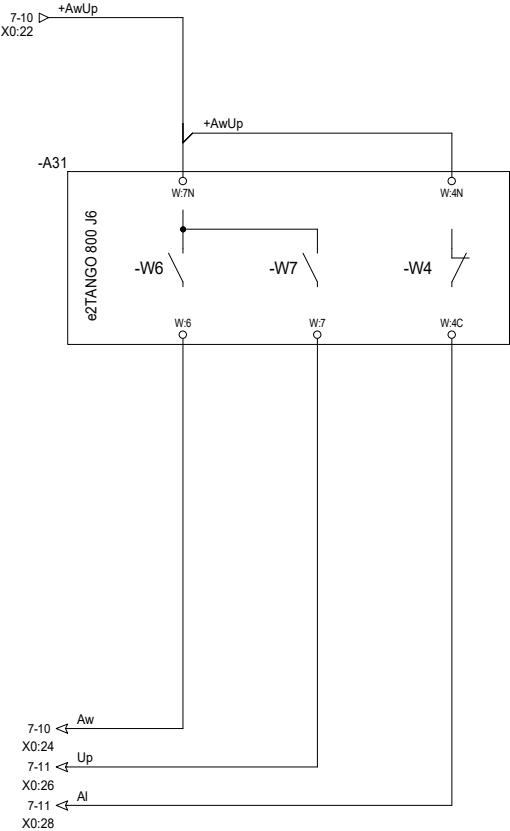 +AwUp
7-10
X0:22
+AwUp
-A31
W:7N
W:4N
e2TANGO 800 J6
-W6
-W7
-W4
W:6
W:7
W:4C
Aw
7-10
X0:24
Up
7-11
X0:26
Al
7-11
X0:28